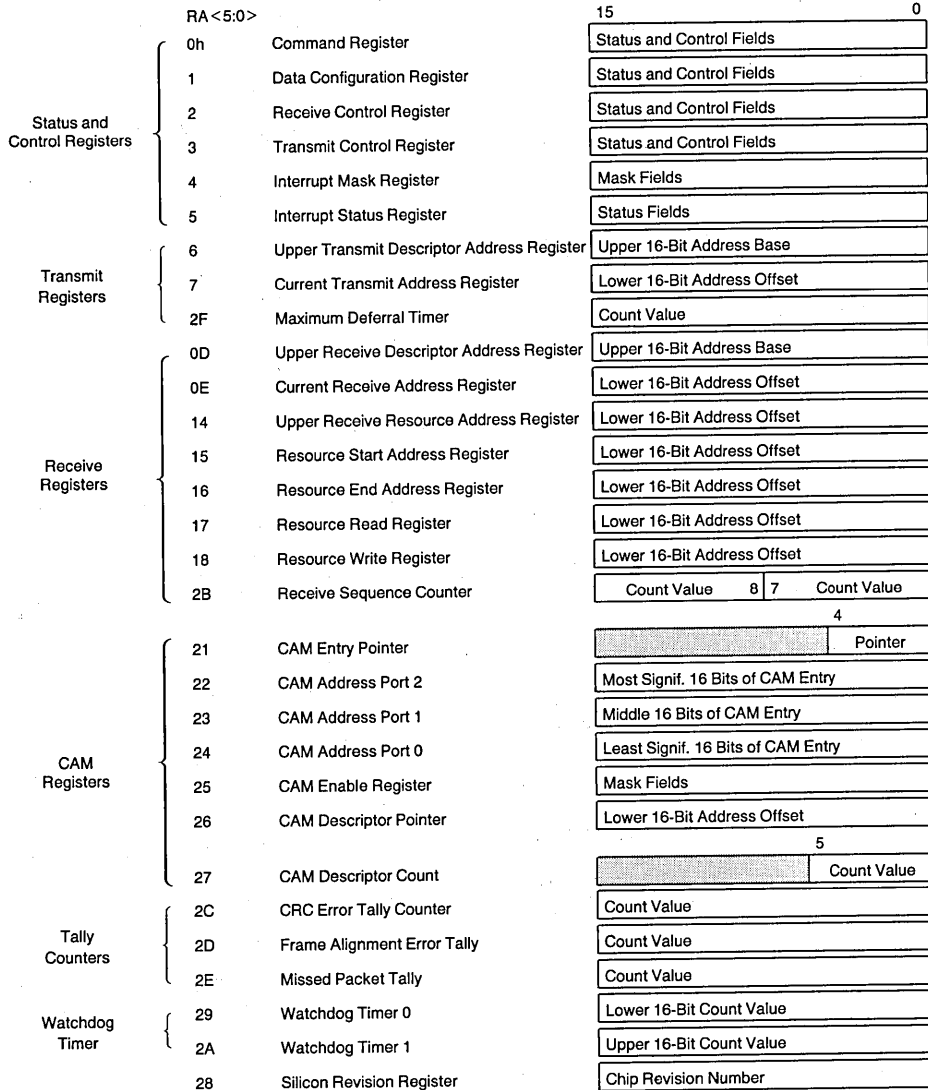 RA<5:0> 15 0
0h Command Register Status and Control Fields
1 Data Configuration Register Status and Control Fields
2 Receive Control Register Status and Control Fields
Status and Control Registers
3 Transmit Control Register Status and Control Fields
4 Interrupt Mask Register Mask Fields
5 Interrupt Status Register Status Fields
6 Upper Transmit Descriptor Address Register Upper 16-Bit Address Base
Transmit Registers
7 Current Transmit Address Register Lower 16-Bit Address Offset
2F Maximum Deferral Timer Count Value
0D Upper Receive Descriptor Address Register Upper 16-Bit Address Base
0E Current Receive Address Register Lower 16-Bit Address Offset
14 Upper Receive Resource Address Register Lower 16-Bit Address Offset
15 Resource Start Address Register Lower 16-Bit Address Offset
Receive Registers
16 Resource End Address Register Lower 16-Bit Address Offset
17 Resource Read Register Lower 16-Bit Address Offset
18 Resource Write Register Lower 16-Bit Address Offset
2B Receive Sequence Counter Count Value 8 7 Count Value
4
21 CAM Entry Pointer Pointer
22 CAM Address Port 2 Most Signif. 16 Bits of CAM Entry
23 CAM Address Port 1 Middle 16 Bits of CAM Entry
24 CAM Address Port 0 Least Signif. 16 Bits of CAM Entry
CAM Registers
25 CAM Enable Register Mask Fields
26 CAM Descriptor Pointer Lower 16-Bit Address Offset
5
27 CAM Descriptor Count Count Value
2C CRC Error Tally Counter Count Value
Tally Counters
2D Frame Alignment Error Tally Count Value
2E Missed Packet Tally Count Value
29 Watchdog Timer 0 Lower 16-Bit Count Value
Watchdog Timer
2A Watchdog Timer 1 Upper 16-Bit Count Value
28 Silicon Revision Register Chip Revision Number